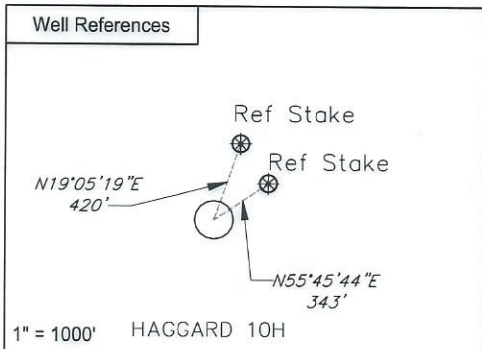 Well References
Ref Stake
Ref Stake
N19°05'19"E
420'
N55°45'44"E
343'
1" = 1000' HAGGARD 10H